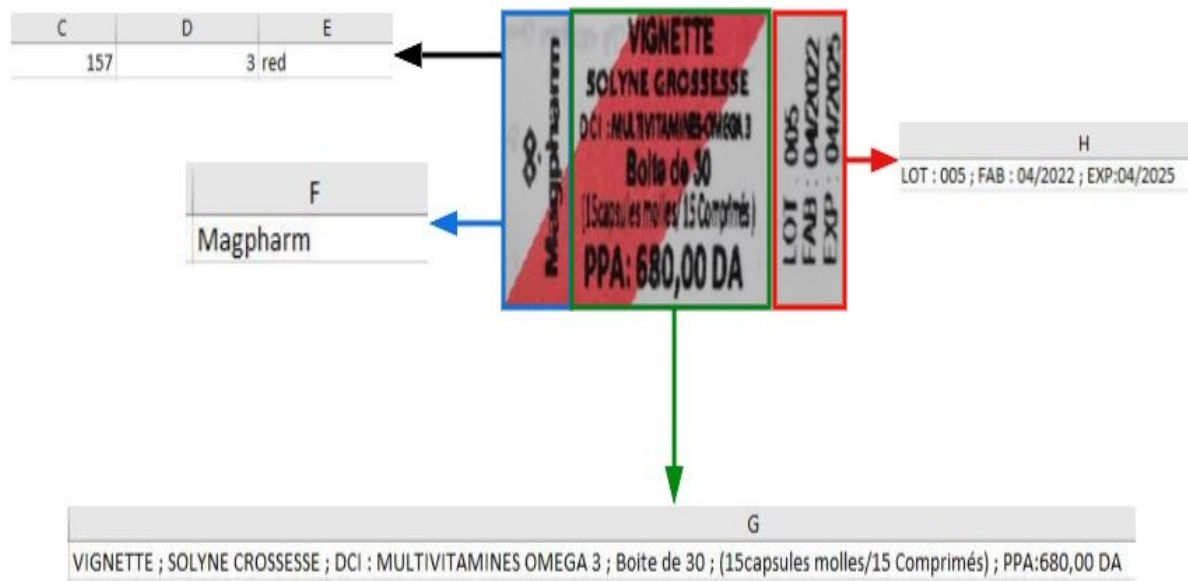 C D E
157 3 red
F
Magpharm
Magpharm
VIGNETTE
SOLYNE GROSSESSE
DCI :MULTIVITAMINES-OMEGA 3
Boite de 30
(15capsules molles/ 15 Comprimés)
PPA: 680,00 DA
LOT : 005
FAB : 04/2022
EXP : 04/2025
H
LOT : 005 ; FAB : 04/2022 ; EXP:04/2025
G
VIGNETTE ; SOLYNE CROSSESSE ; DCI : MULTIVITAMINES OMEGA 3 ; Boite de 30 ; (15capsules molles/15 Comprimés) ; PPA:680,00 DA